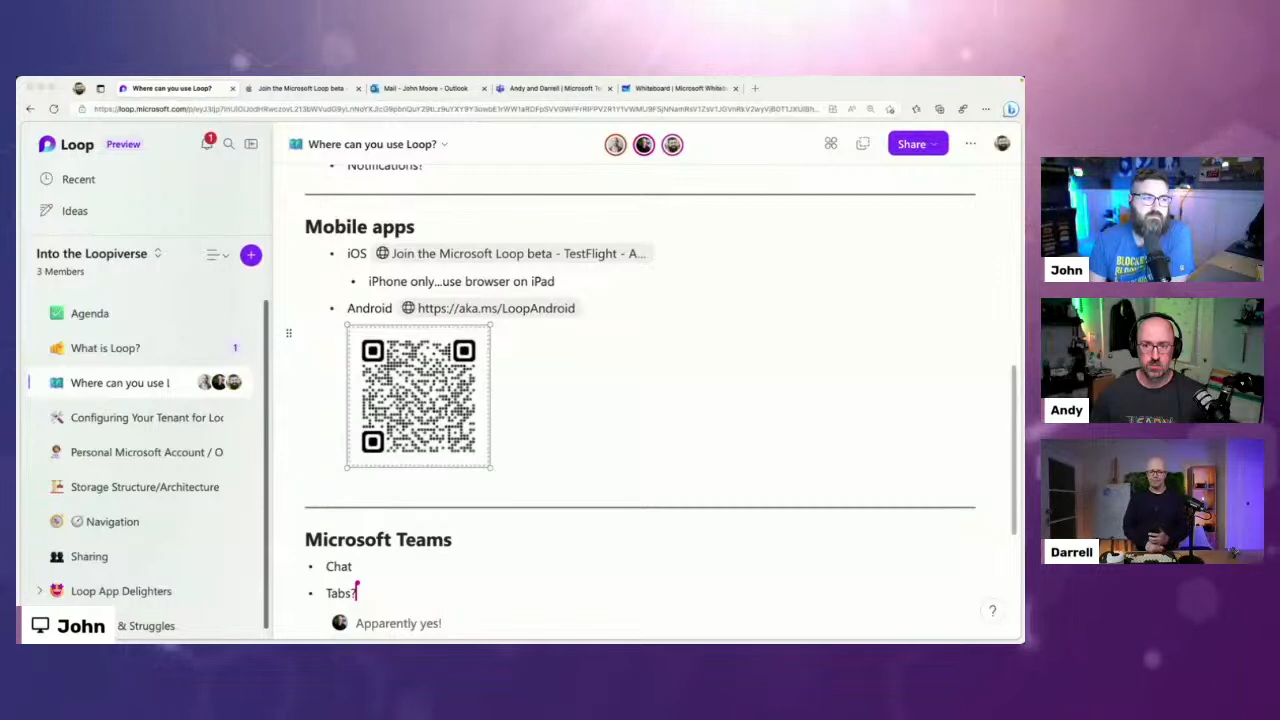 Where can you use Loop?
Join the Microsoft Loop beta -
Mail - John Moore - Outlook
Andy and Darrell | Microsoft Te
Whiteboard | Microsoft Whiteb
Loop
Preview
1
Where can you use Loop?
Share
Recent
Ideas
Into the Loopiverse
3 Members
Agenda
What is Loop?
1
Where can you use l
Configuring Your Tenant for Loc
Personal Microsoft Account / O
Storage Structure/Architecture
Navigation
Sharing
Loop App Delighters
& Struggles
Notifications?
Mobile apps
• iOS Join the Microsoft Loop beta - TestFlight - A...
• iPhone only...use browser on iPad
• Android https://aka.ms/LoopAndroid
Microsoft Teams
• Chat
• Tabs?
Apparently yes!
?
John
John
Andy
Darrell